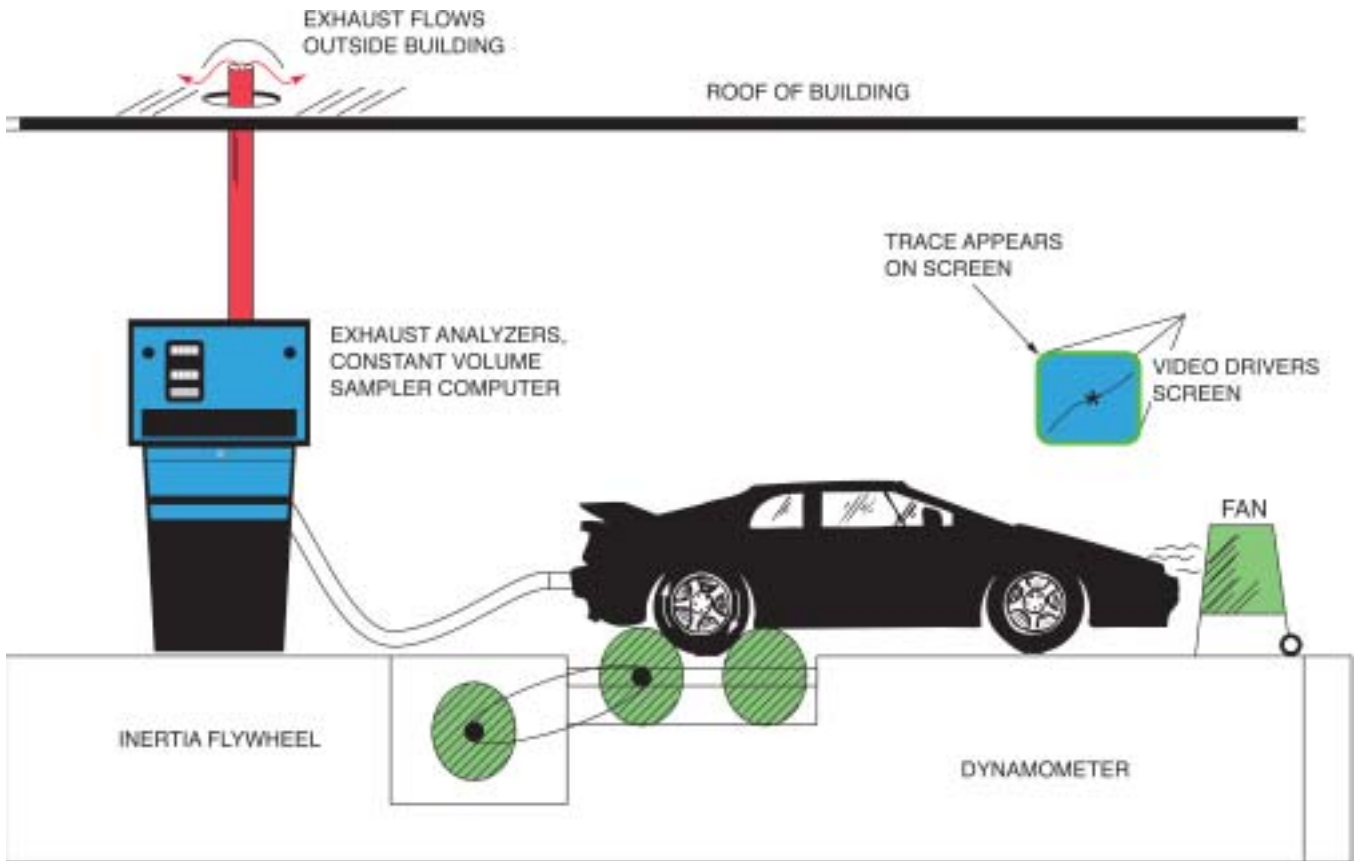 EXHAUST FLOWS
OUTSIDE BUILDING
ROOF OF BUILDING
TRACE APPEARS
ON SCREEN
EXHAUST ANALYZERS,
CONSTANT VOLUME
SAMPLER COMPUTER
VIDEO DRIVERS
SCREEN
FAN
INERTIA FLYWHEEL
DYNAMOMETER